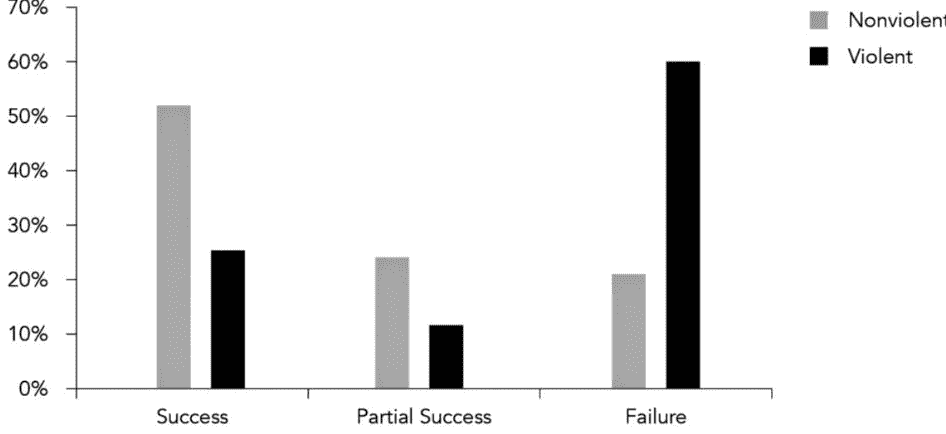 70%
60%
50%
40%
30%
20%
10%
0%
Success
Partial Success
Failure
Nonviolent
Violent